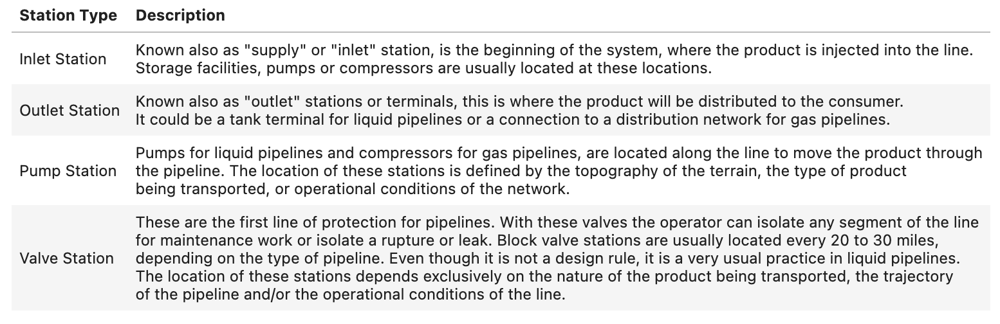 Station Type Description
Inlet Station
Known also as "supply" or "inlet" station, is the beginning of the system, where the product is injected into the line.
Storage facilities, pumps or compressors are usually located at these locations.
Outlet Station
Known also as "outlet" stations or terminals, this is where the product will be distributed to the consumer.
It could be a tank terminal for liquid pipelines or a connection to a distribution network for gas pipelines.
Pump Station
Pumps for liquid pipelines and compressors for gas pipelines, are located along the line to move the product through
the pipeline. The location of these stations is defined by the topography of the terrain, the type of product
being transported, or operational conditions of the network.
Valve Station
These are the first line of protection for pipelines. With these valves the operator can isolate any segment of the line
for maintenance work or isolate a rupture or leak. Block valve stations are usually located every 20 to 30 miles,
depending on the type of pipeline. Even though it is not a design rule, it is a very usual practice in liquid pipelines.
The location of these stations depends exclusively on the nature of the product being transported, the trajectory
of the pipeline and/or the operational conditions of the line.